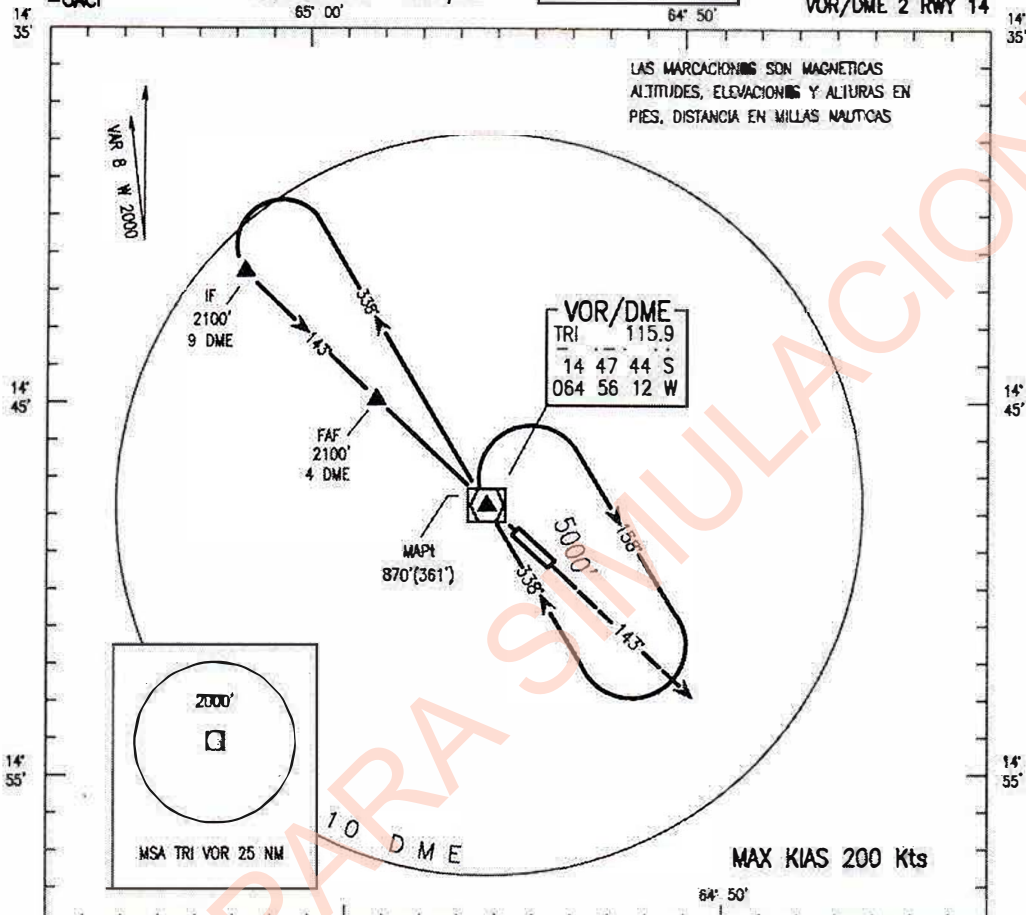 -OACI
65° 00'
64° 50'
VOR/DME 2 RWY 14
14°
35'
14°
35'
LAS MARCACIONES SON MAGNETICAS
ALTITUDES, ELEVACIONES Y ALTURAS EN
PIES, DISTANCIA EN MILLAS NAUTICAS
VAR 8 W 2000
IF
2100'
9 DME
143°
338°
VOR/DME
TRI 115.9
14 47 44 S
064 56 12 W
14°
45'
14°
45'
FAF
2100'
4 DME
MAPt
870'(361')
5000'
158°
338°
143°
2000'
MSA TRI VOR 25 NM
14°
55'
14°
55'
10 DME
MAX KIAS 200 Kts
64° 50'
PARA SIMULACION